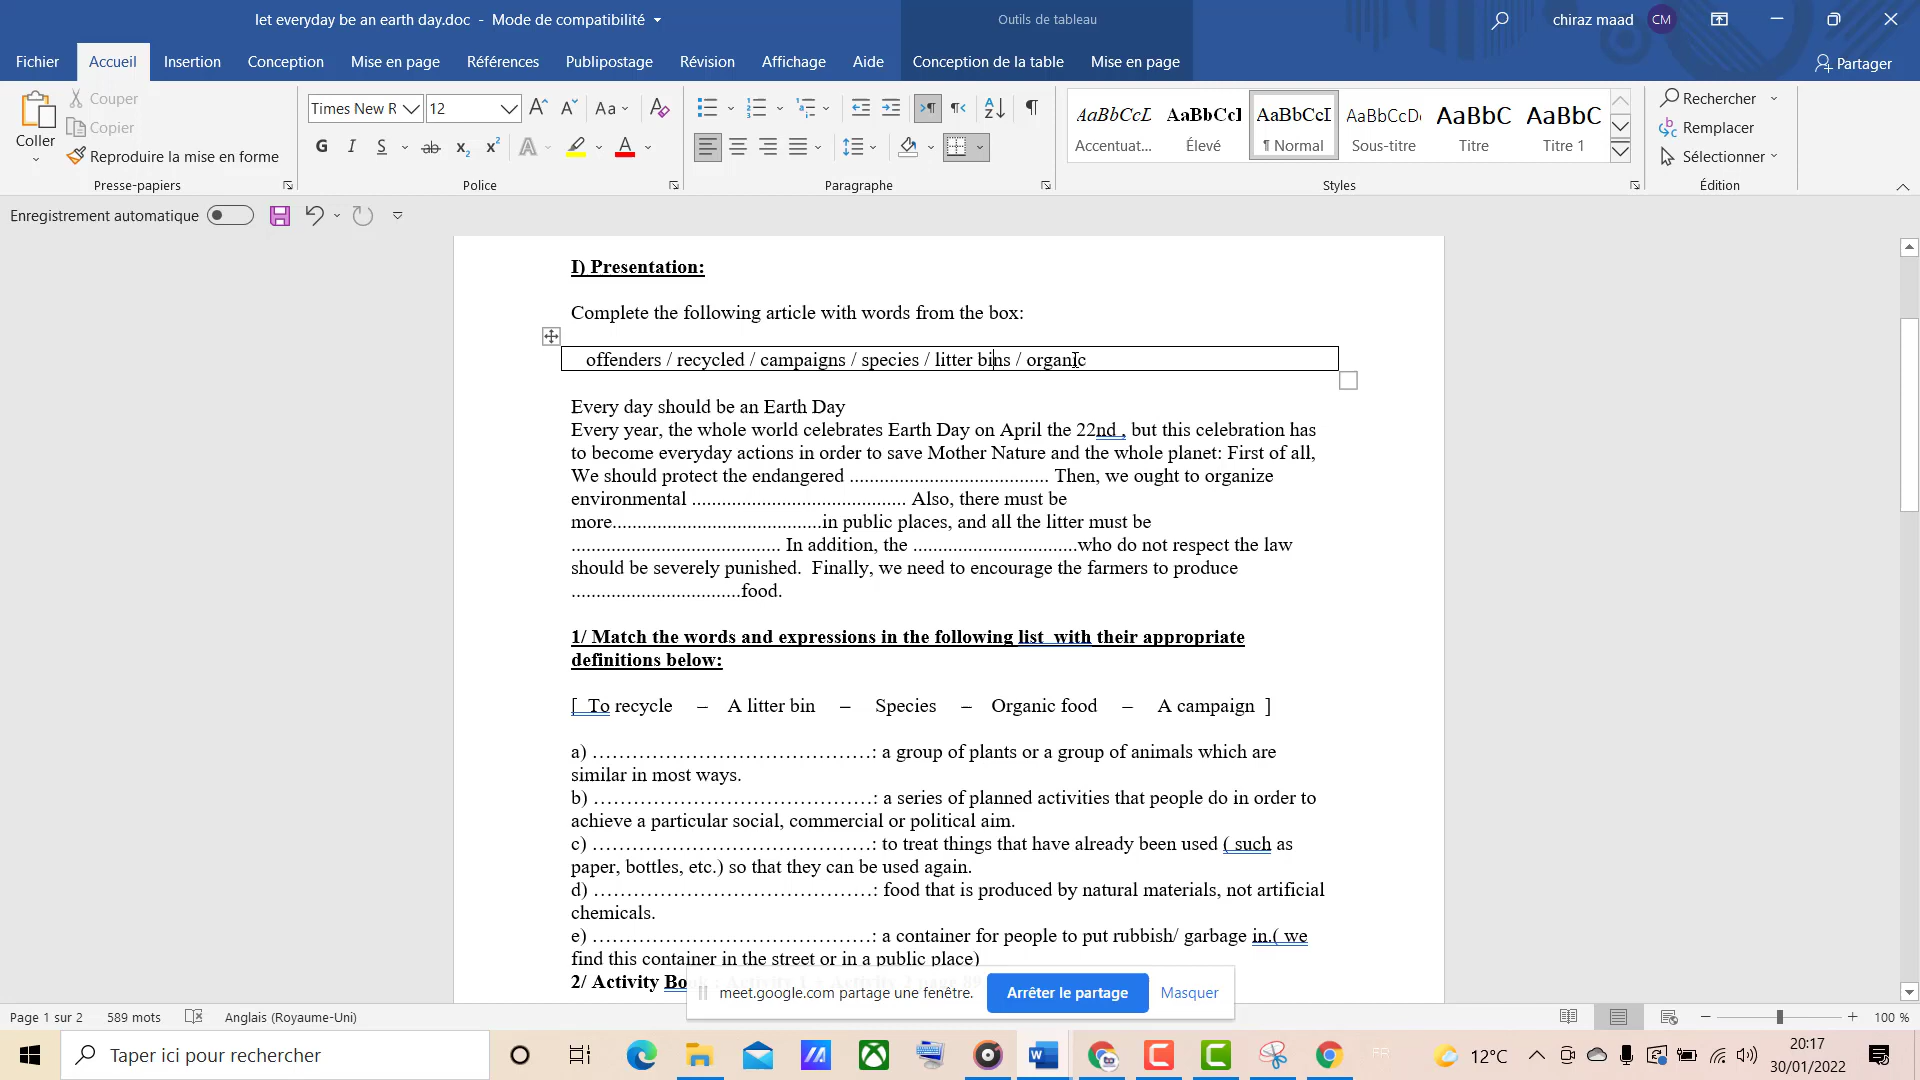 let everyday be an earth day.doc - Mode de compatibilité
Outils de tableau
chiraz maad
CM
Fichier Accueil Insertion Conception Mise en page Références Publipostage Révision Affichage Aide Conception de la table Mise en page
Partager
Coller
Couper
Copier
Reproduire la mise en forme
Presse-papiers
Times New R 12
Aa
G I S ab x₂ x² A A
Police
Paragraphe
AaBbCcL AaBbCcI AaBbCcI AaBbCcD AaBbC AaBbC
Accentuat... Élevé ¶ Normal Sous-titre Titre Titre 1
Styles
Rechercher
Remplacer
Sélectionner
Édition
Enregistrement automatique
I) Presentation:
Complete the following article with words from the box:
offenders / recycled / campaigns / species / litter bins / organic
Every day should be an Earth Day
Every year, the whole world celebrates Earth Day on April the 22nd , but this celebration has
to become everyday actions in order to save Mother Nature and the whole planet: First of all,
We should protect the endangered ........................................ Then, we ought to organize
environmental ........................................... Also, there must be
more..........................................in public places, and all the litter must be
.......................................... In addition, the .................................who do not respect the law
should be severely punished.  Finally, we need to encourage the farmers to produce
..................................food.
1/ Match the words and expressions in the following list  with their appropriate
definitions below:
[  To recycle – A litter bin – Species – Organic food – A campaign  ]
a) ……………………………………: a group of plants or a group of animals which are
similar in most ways.
b) ……………………………………: a series of planned activities that people do in order to
achieve a particular social, commercial or political aim.
c) ……………………………………: to treat things that have already been used ( such as
paper, bottles, etc.) so that they can be used again.
d) ……………………………………: food that is produced by natural materials, not artificial
chemicals.
e) ……………………………………: a container for people to put rubbish/ garbage in.( we
find this container in the street or in a public place)
2/ Activity
meet.google.com partage une fenêtre. Arrêter le partage Masquer
Page 1 sur 2 589 mots Anglais (Royaume-Uni) 100 %
Taper ici pour rechercher
12°C
20:17
30/01/2022